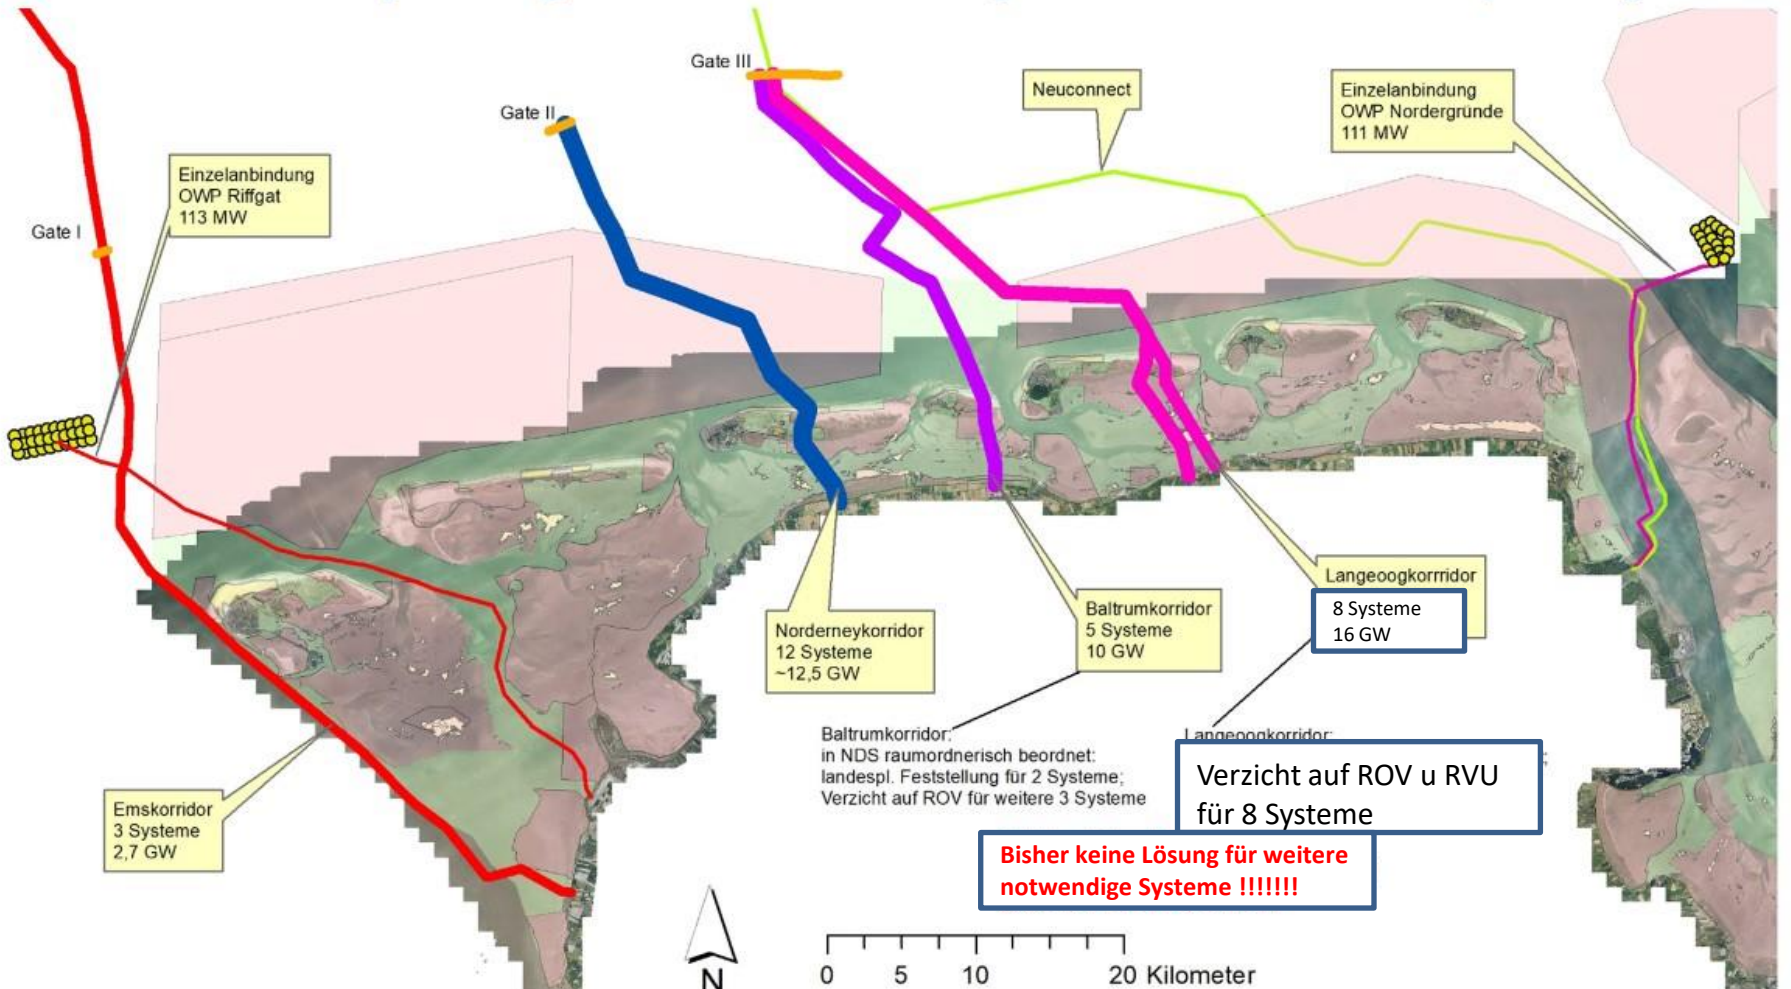 Gate III
Neuconnect
Einzelanbindung
OWP Nordergründe
111 MW
Gate II
Einzelanbindung
OWP Riffgat
113 MW
Gate I
Langeoogkorrridor
8 Systeme
16 GW
Baltrumkorridor
5 Systeme
10 GW
Norderneykorridor
12 Systeme
~12,5 GW
Baltrumkorridor:
in NDS raumordnerisch beordnet:
landespl. Feststellung für 2 Systeme;
Verzicht auf ROV für weitere 3 Systeme
Langeoogkorridor:
Verzicht auf ROV u RVU
für 8 Systeme
Emskorridor
3 Systeme
2,7 GW
Bisher keine Lösung für weitere
notwendige Systeme !!!!!!!
N
0 5 10 20 Kilometer